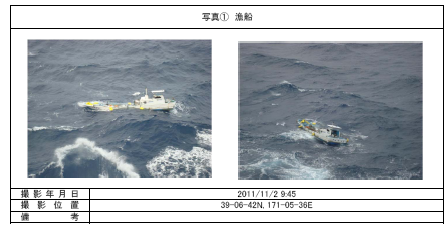 写真① 漁船
撮影年月日 2011/11/2 9:45
撮影位置 39-06-42N, 171-05-36E
備考